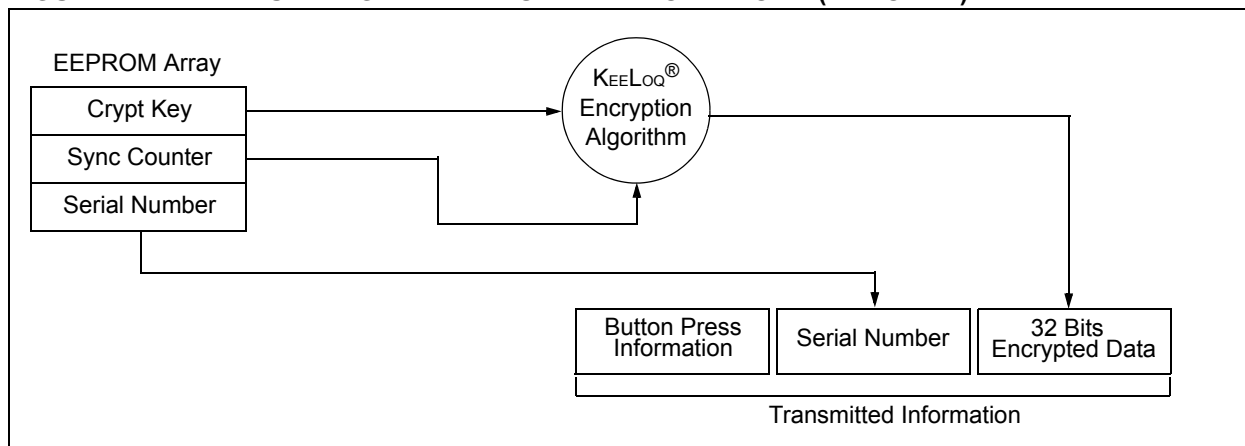 EEPROM Array
Crypt Key
Sync Counter
Serial Number
KEELOQ®
Encryption
Algorithm
Button Press
Information
Serial Number
32 Bits
Encrypted Data
Transmitted Information